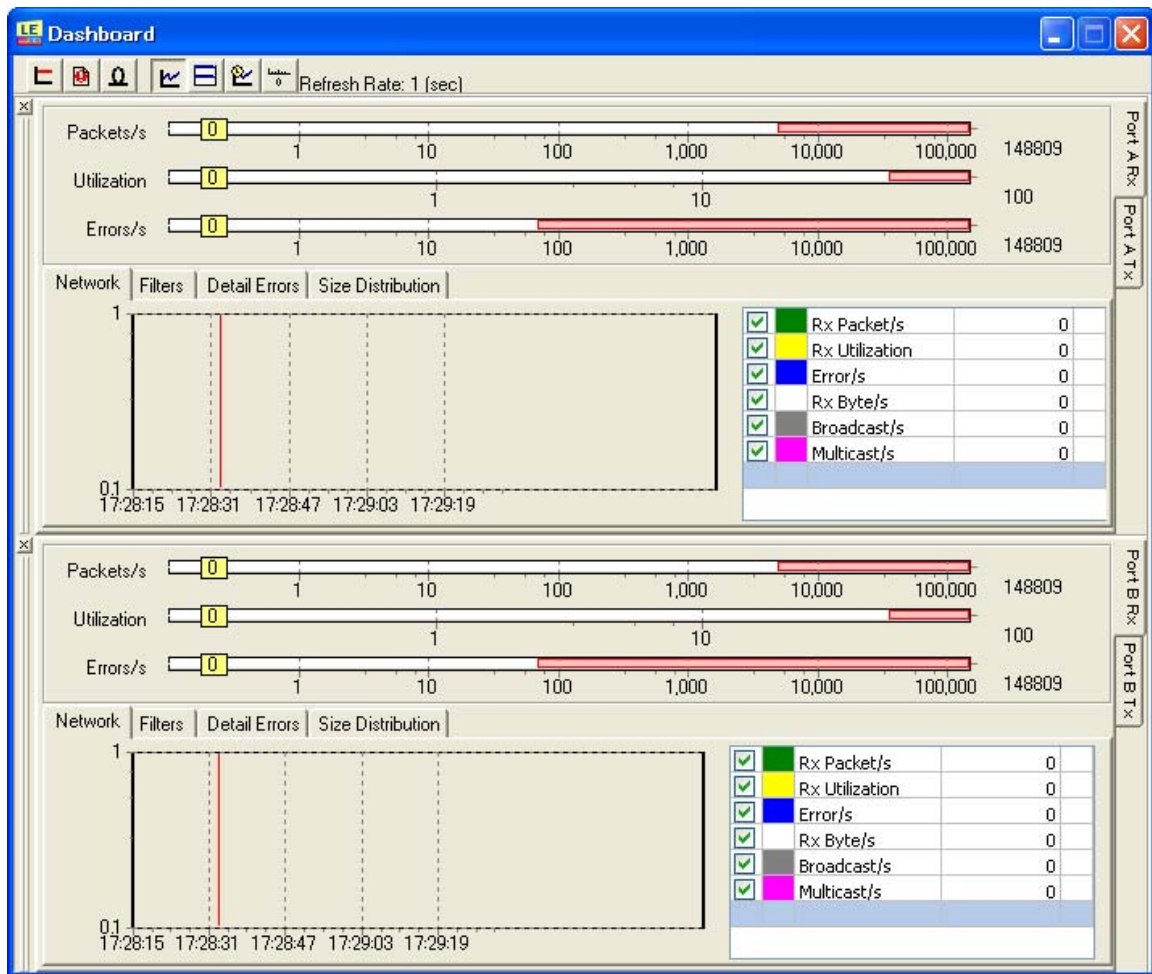 LE Dashboard
Refresh Rate: 1 (sec)
Packets/s 0 148809
1 10 100 1,000 10,000 100,000
Utilization 0 100
1 10
Errors/s 0 148809
1 10 100 1,000 10,000 100,000
Port A Rx
Port A Tx
Network Filters Detail Errors Size Distribution
1
0.1
17:28:15 17:28:31 17:28:47 17:29:03 17:29:19
Rx Packet/s 0
Rx Utilization 0
Error/s 0
Rx Byte/s 0
Broadcast/s 0
Multicast/s 0
Packets/s 0 148809
1 10 100 1,000 10,000 100,000
Utilization 0 100
1 10
Errors/s 0 148809
1 10 100 1,000 10,000 100,000
Port B Rx
Port B Tx
Network Filters Detail Errors Size Distribution
1
0.1
17:28:15 17:28:31 17:28:47 17:29:03 17:29:19
Rx Packet/s 0
Rx Utilization 0
Error/s 0
Rx Byte/s 0
Broadcast/s 0
Multicast/s 0